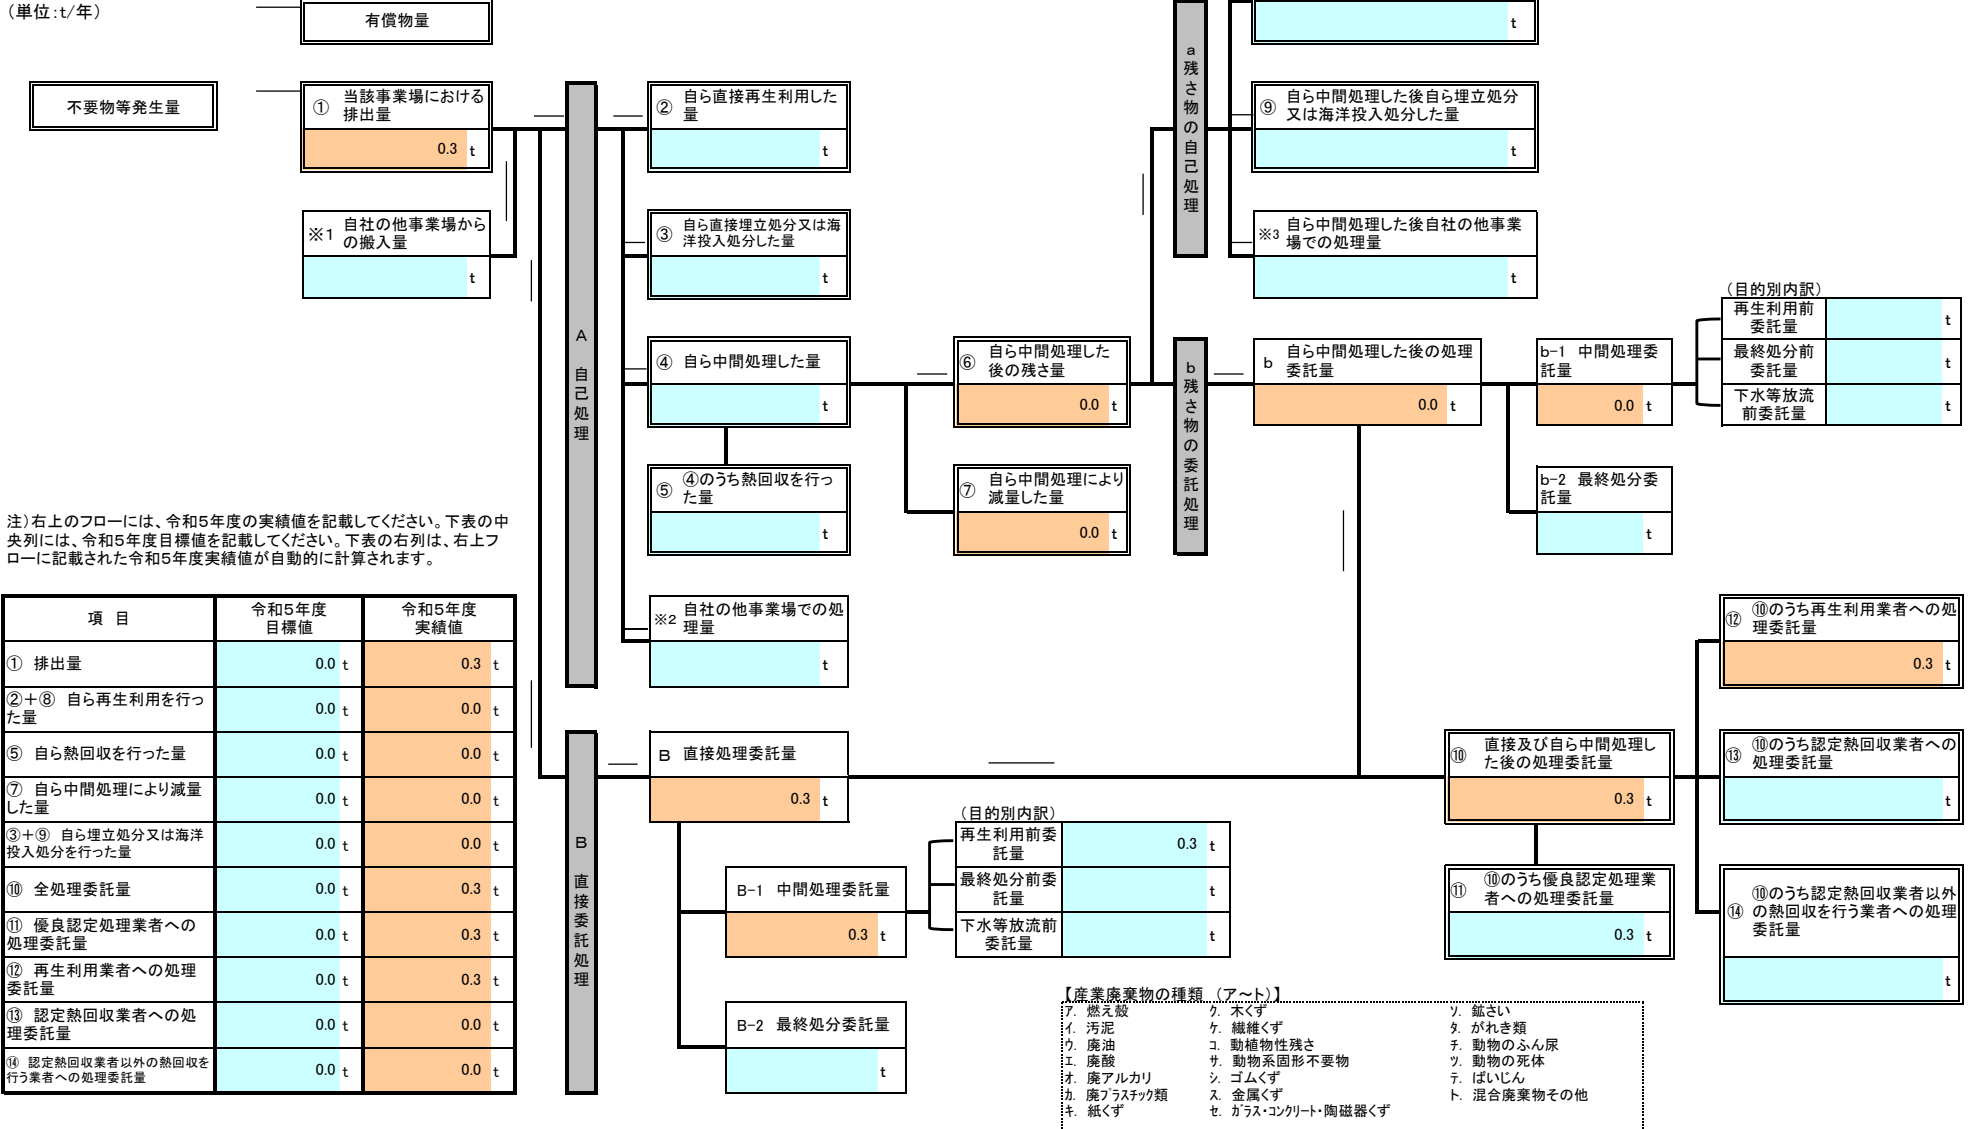 （単位：t/年）
有償物量
t
不要物等発生量
① 当該事業場における
排出量
0.3 t
※1 自社の他事業場から
の搬入量
t
A 自己処理
② 自ら直接再生利用した
量
t
③ 自ら直接埋立処分又は海
洋投入処分した量
t
④ 自ら中間処理した量
t
⑤ ④のうち熱回収を行っ
た量
t
※2 自社の他事業場での処
理量
t
⑥ 自ら中間処理した
後の残さ量
0.0 t
⑦ 自ら中間処理により
減量した量
0.0 t
a 残さ物の自己処理
⑨ 自ら中間処理した後自ら埋立処分
又は海洋投入処分した量
t
※3 自ら中間処理した後自社の他事業
場での処理量
t
b 残さ物の委託処理
b 自ら中間処理した後の処理
委託量
0.0 t
b-1 中間処理委
託量
0.0 t
b-2 最終処分委
託量
t
（目的別内訳）
再生利用前
委託量
t
最終処分前
委託量
t
下水等放流
前委託量
t
注）右上のフローには、令和5年度の実績値を記載してください。下表の中
央列には、令和5年度目標値を記載してください。下表の右列は、右上フ
ローに記載された令和5年度実績値が自動的に計算されます。
項 目 令和5年度
目標値 令和5年度
実績値
① 排出量 0.0 t 0.3 t
②＋⑧ 自ら再生利用を行っ
た量 0.0 t 0.0 t
⑤ 自ら熱回収を行った量 0.0 t 0.0 t
⑦ 自ら中間処理により減量
した量 0.0 t 0.0 t
③＋⑨ 自ら埋立処分又は海洋
投入処分を行った量 0.0 t 0.0 t
⑩ 全処理委託量 0.0 t 0.3 t
⑪ 優良認定処理業者への
処理委託量 0.0 t 0.3 t
⑫ 再生利用業者への処理
委託量 0.0 t 0.3 t
⑬ 認定熱回収業者への処
理委託量 0.0 t 0.0 t
⑭ 認定熱回収業者以外の熱回収を
行う業者への処理委託量 0.0 t 0.0 t
B 直接委託処理
B 直接処理委託量
0.3 t
B-1 中間処理委託量
0.3 t
B-2 最終処分委託量
t
（目的別内訳）
再生利用前委
託量
0.3 t
最終処分前委
託量
t
下水等放流前
委託量
t
⑩ 直接及び自ら中間処理し
た後の処理委託量
0.3 t
⑪ ⑩のうち優良認定処理業
者への処理委託量
0.3 t
⑫ ⑩のうち再生利用業者への処
理委託量
0.3 t
⑬ ⑩のうち認定熱回収業者への
処理委託量
t
⑭ ⑩のうち認定熱回収業者以外
の熱回収を行う業者への処理
委託量
t
【産業廃棄物の種類 （ア～ト）】
ア. 燃え殻 ク. 木くず ソ. 鉱さい
イ. 汚泥 ケ. 繊維くず タ. がれき類
ウ. 廃油 コ. 動植物性残さ チ. 動物のふん尿
エ. 廃酸 サ. 動物系固形不要物 ツ. 動物の死体
オ. 廃アルカリ シ. ゴムくず テ. ばいじん
カ. 廃プラスチック類 ス. 金属くず ト. 混合廃棄物その他
キ. 紙くず セ. ガラス・コンクリート・陶磁器くず